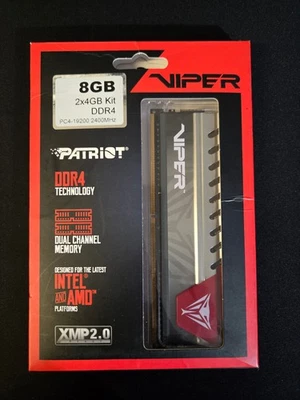 8GB
2x4GB Kit
DDR4
PC4-19200 2400MHz
VIPER
PATRIOT
DDR4
TECHNOLOGY
DUAL CHANNEL
MEMORY
DESIGNED FOR THE LATEST
INTEL
AND AMD
PLATFORMS
XMP2.0
VIPER